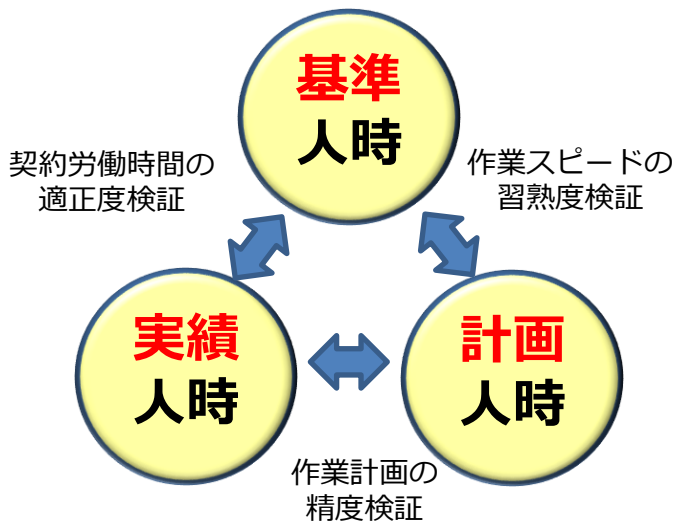 基準
人時
契約労働時間の
適正度検証
作業スピードの
習熟度検証
実績
人時
計画
人時
作業計画の
精度検証